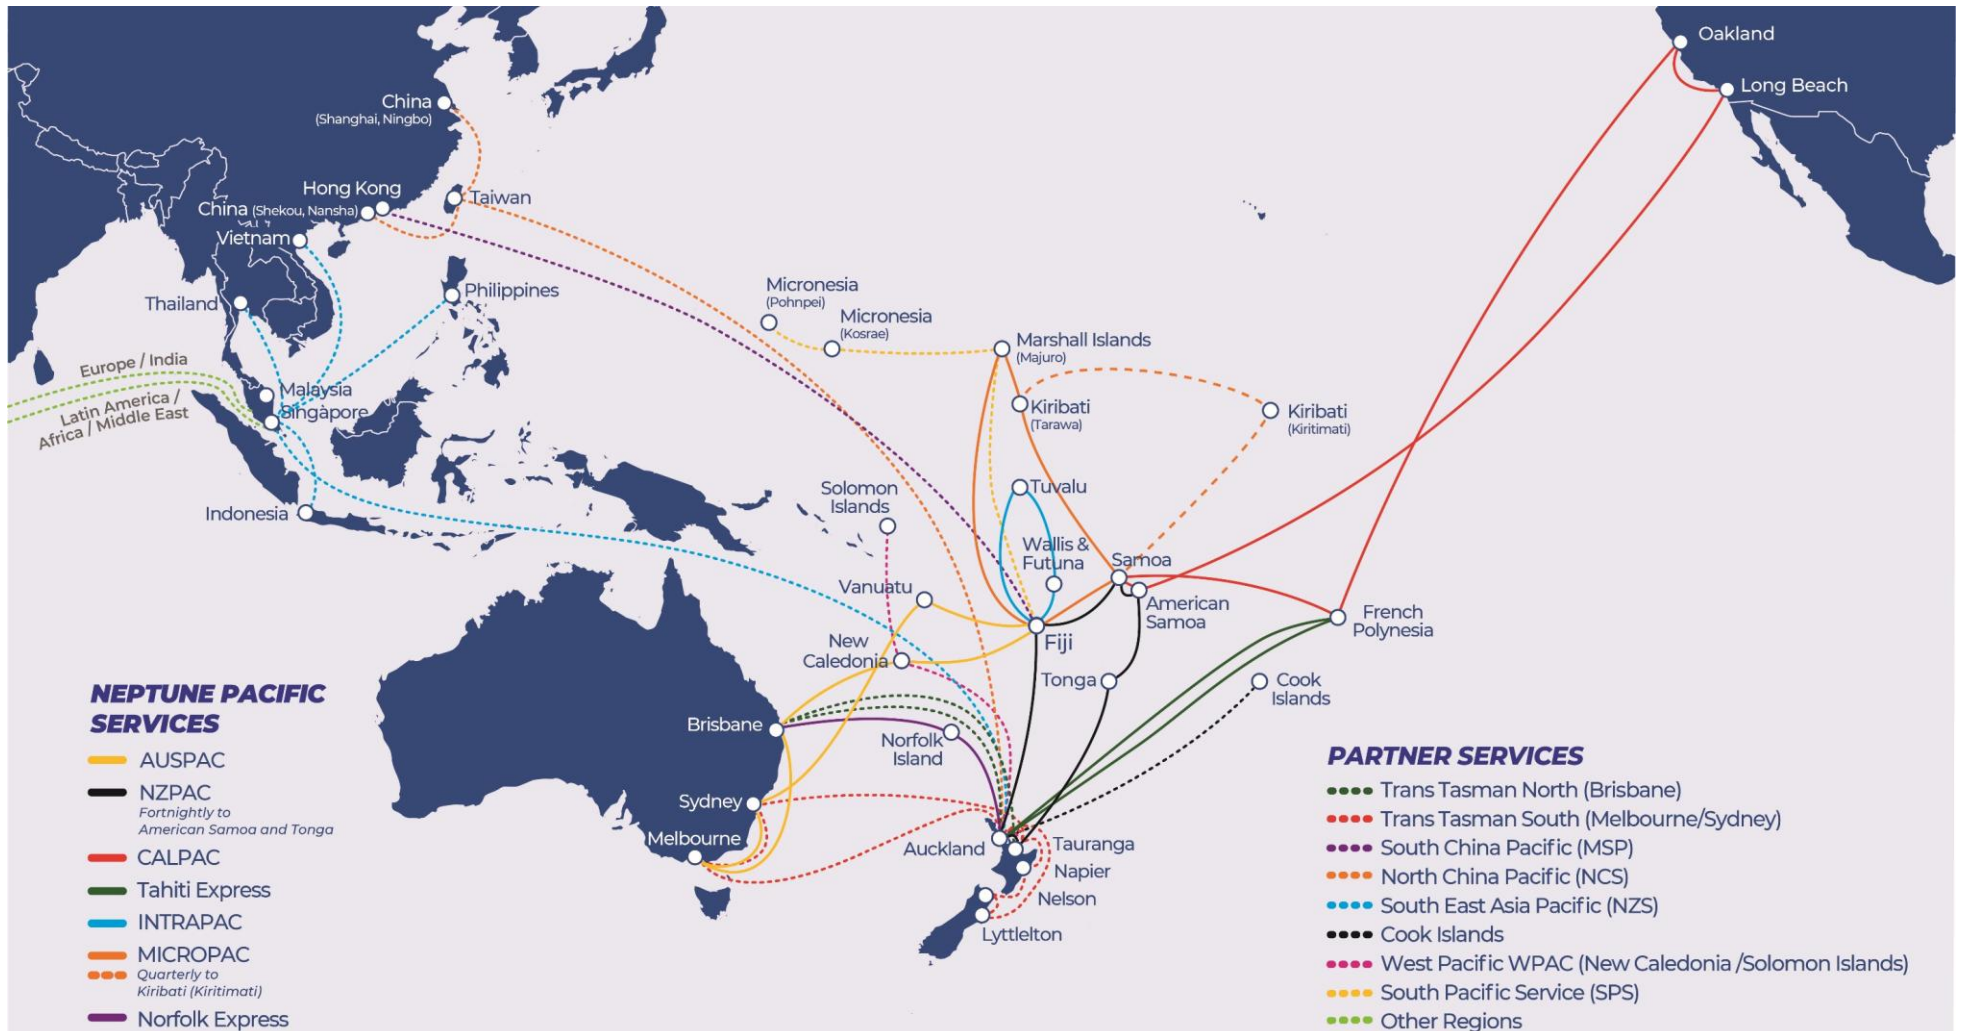 Oakland
Long Beach
China
(Shanghai, Ningbo)
Hong Kong
China (Shekou, Nansha)
Taiwan
Vietnam
Thailand
Philippines
Micronesia
(Pohnpei)
Micronesia
(Kosrae)
Marshall Islands
(Majuro)
Europe / India
Latin America /
Africa / Middle East
Malaysia
Singapore
Kiribati
(Tarawa)
Kiribati
(Kiritimati)
Indonesia
Solomon
Islands
Tuvalu
Wallis &
Futuna
Samoa
Vanuatu
American
Samoa
French
Polynesia
Fiji
New
Caledonia
Tonga
Cook
Islands
Brisbane
Norfolk
Island
Sydney
Melbourne
Auckland
Tauranga
Napier
Nelson
Lyttlelton
NEPTUNE PACIFIC
SERVICES
AUSPAC
NZPAC
Fortnightly to
American Samoa and Tonga
CALPAC
Tahiti Express
INTRAPAC
MICROPAC
Quarterly to
Kiribati (Kiritimati)
Norfolk Express
PARTNER SERVICES
Trans Tasman North (Brisbane)
Trans Tasman South (Melbourne/Sydney)
South China Pacific (MSP)
North China Pacific (NCS)
South East Asia Pacific (NZS)
Cook Islands
West Pacific WPAC (New Caledonia /Solomon Islands)
South Pacific Service (SPS)
Other Regions